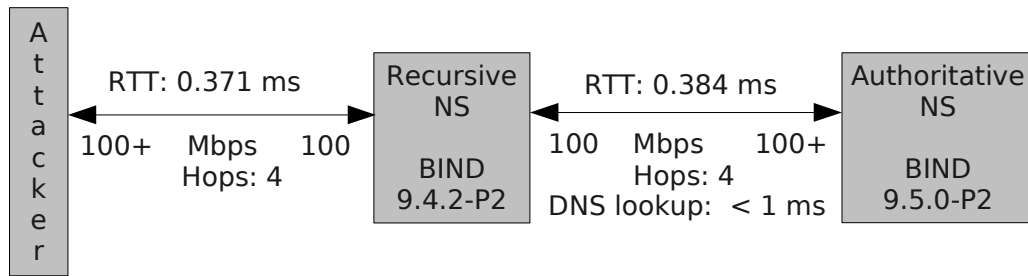 Attacker
RTT: 0.371 ms
100+ Mbps 100
Hops: 4
Recursive
NS
BIND
9.4.2-P2
RTT: 0.384 ms
100 Mbps 100+
Hops: 4
DNS lookup: < 1 ms
Authoritative
NS
BIND
9.5.0-P2